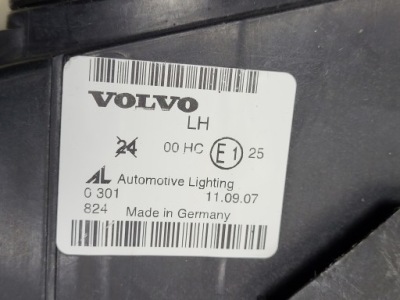 VOLVO
LH
24 00 HC E1 25
AL Automotive Lighting
0 301 11.09.07
824 Made in Germany